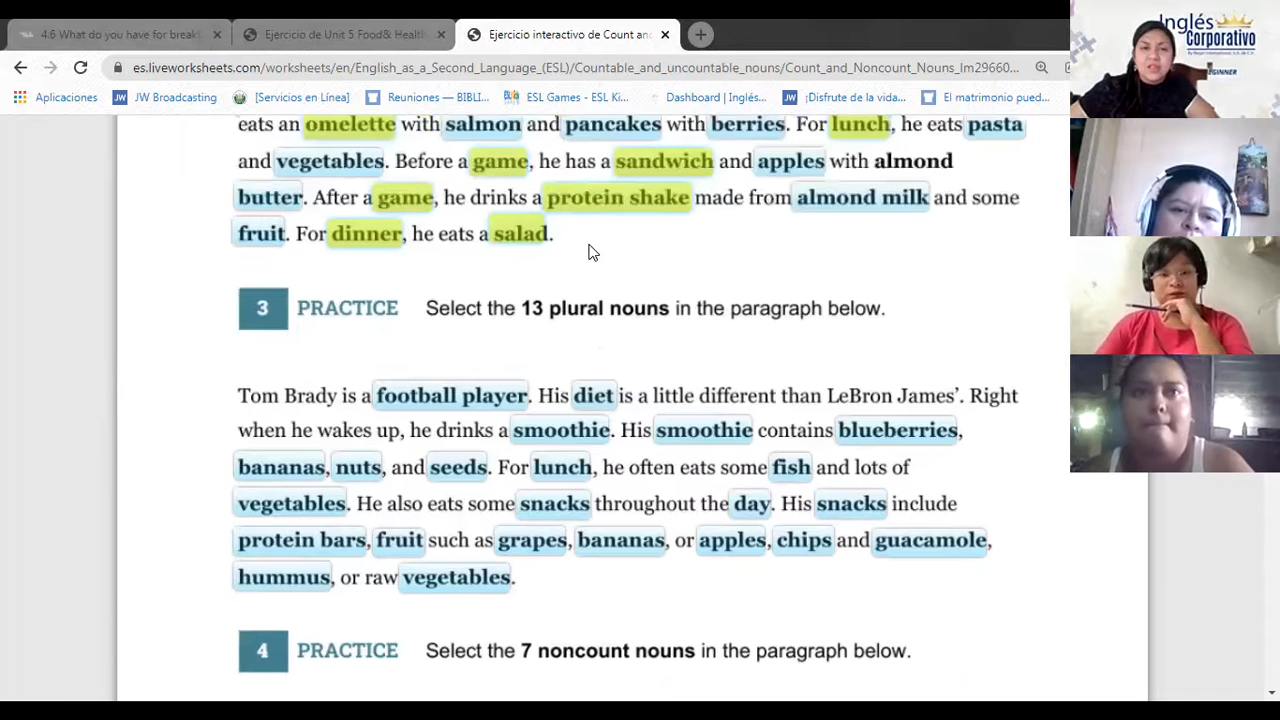 4.6 What do you have for break
Ejercicio de Unit 5 Food& Health
Ejercicio interactivo de Count an
es.liveworksheets.com/worksheets/en/English_as_a_Second_Language_(ESL)/Countable_and_uncountable_nouns/Count_and_Noncount_Nouns_lm29660...
Aplicaciones
JW Broadcasting
[Servicios en Línea]
Reuniones — BIBLI...
ESL Games - ESL Ki...
Dashboard | Inglés...
¡Disfrute de la vida...
El matrimonio pued...
Inglés
Corporativo
eats an omelette with salmon and pancakes with berries. For lunch, he eats pasta
and vegetables. Before a game, he has a sandwich and apples with almond
butter. After a game, he drinks a protein shake made from almond milk and some
fruit. For dinner, he eats a salad.
3 PRACTICE Select the 13 plural nouns in the paragraph below.
Tom Brady is a football player. His diet is a little different than LeBron James’. Right
when he wakes up, he drinks a smoothie. His smoothie contains blueberries,
bananas, nuts, and seeds. For lunch, he often eats some fish and lots of
vegetables. He also eats some snacks throughout the day. His snacks include
protein bars, fruit such as grapes, bananas, or apples, chips and guacamole,
hummus, or raw vegetables.
4 PRACTICE Select the 7 noncount nouns in the paragraph below.